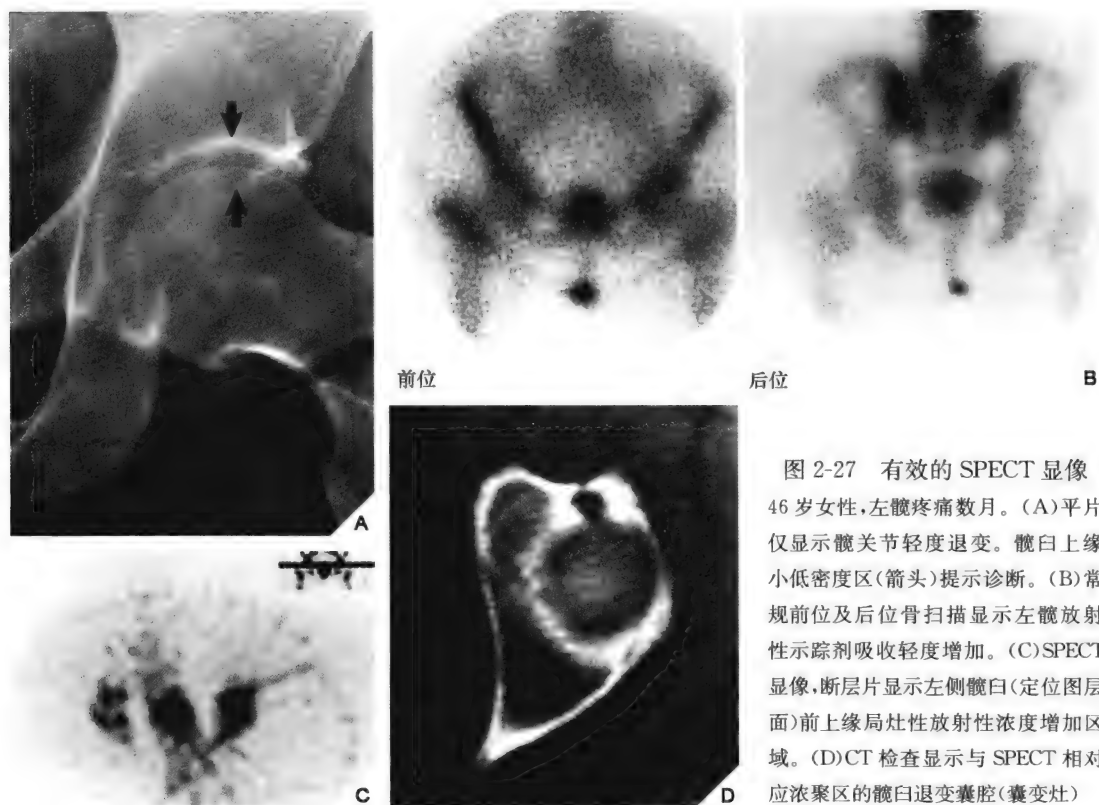 A
前位
后位
B
C
D
图 2-27 有效的 SPECT 显像
46 岁女性,左髋疼痛数月。(A)平片
仅显示髋关节轻度退变。髋臼上缘
小低密度区(箭头)提示诊断。(B)常
规前位及后位骨扫描显示左髋放射
性示踪剂吸收轻度增加。(C)SPECT
显像,断层片显示左侧髋臼(定位图层
面)前上缘局灶性放射性浓度增加区
域。(D)CT 检查显示与 SPECT 相对
应浓聚区的髋臼退变囊腔(囊变灶)